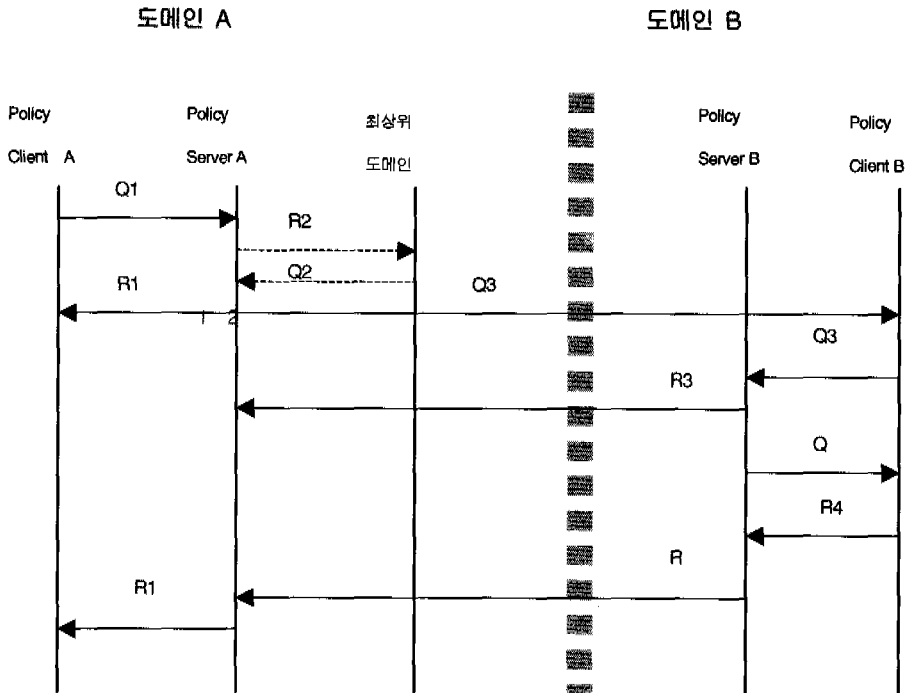 도메인 A
도메인 B
Policy
Client A
Policy
Server A
최상위
도메인
Policy
Server B
Policy
Client B
Q1
R2
Q2
R1
Q3
1 2
Q3
R3
Q
R4
R
R1